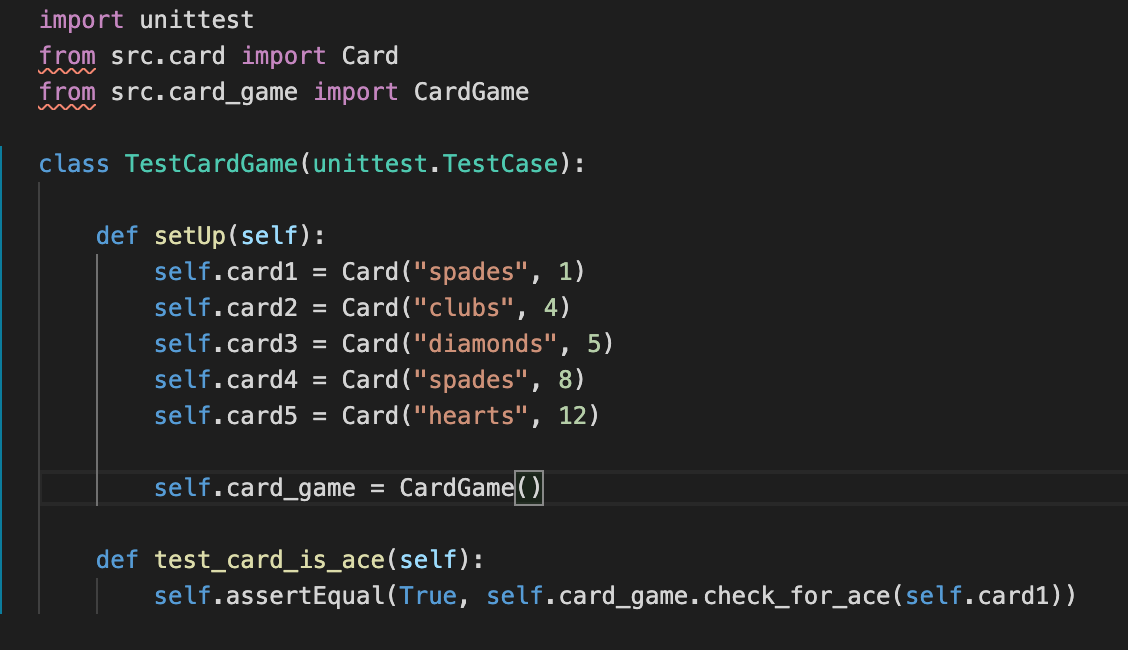 import unittest
from src.card import Card
from src.card_game import CardGame
class TestCardGame(unittest.TestCase):
def setUp(self):
self.card1 = Card("spades", 1)
self.card2 = Card("clubs", 4)
self.card3 = Card("diamonds", 5)
self.card4 = Card("spades", 8)
self.card5 = Card("hearts", 12)
self.card_game = CardGame()
def test_card_is_ace(self):
self.assertEqual(True, self.card_game.check_for_ace(self.card1))